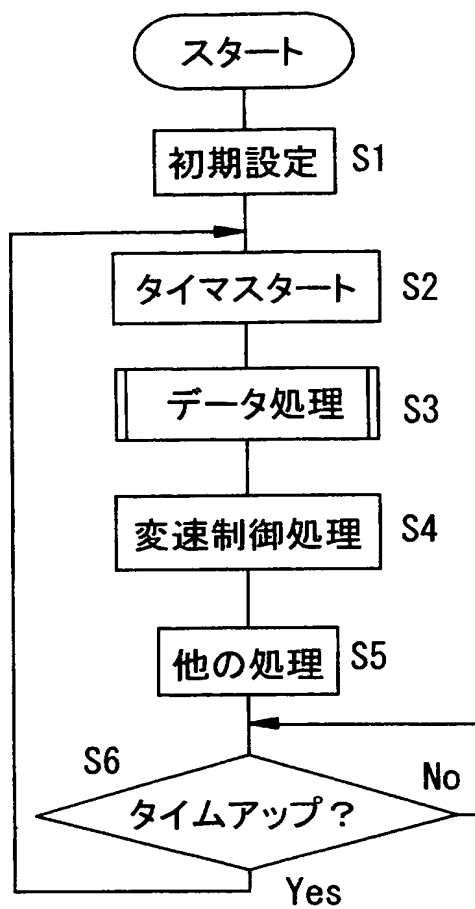 スタート
初期設定 S1
タイマスタート S2
データ処理 S3
変速制御処理 S4
他の処理 S5
S6
タイムアップ? No
Yes